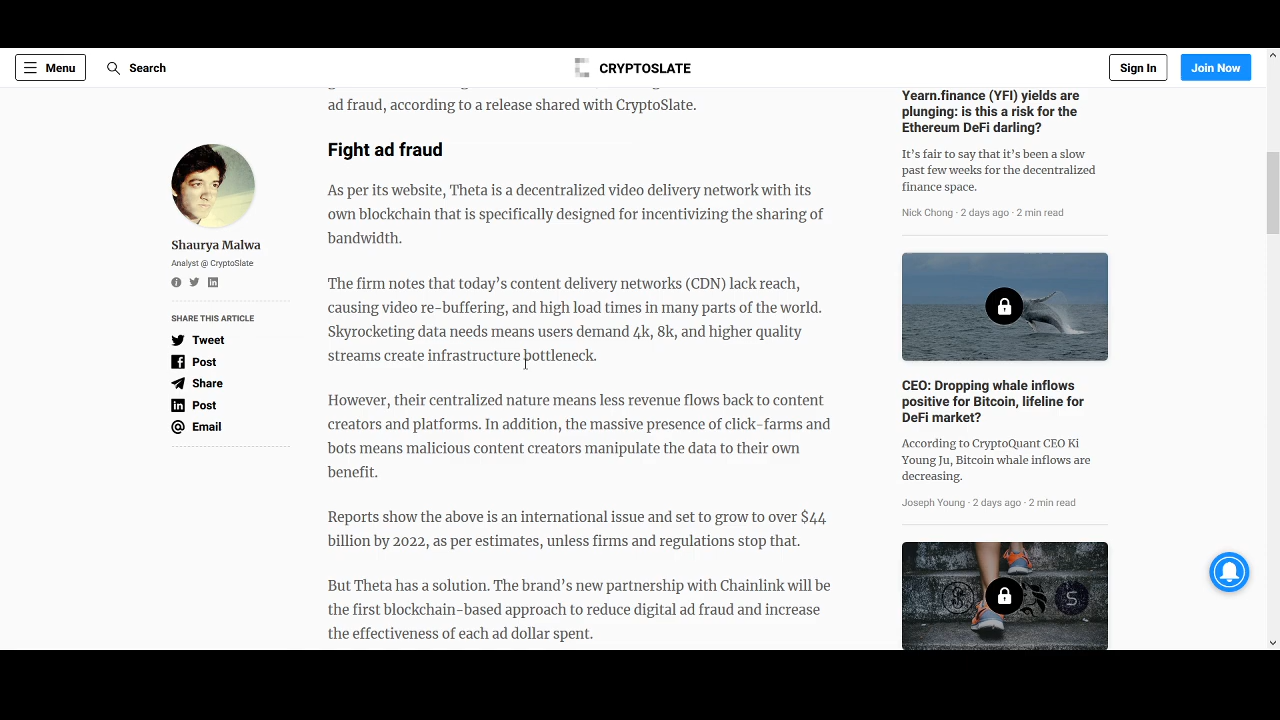 Menu
Search
CRYPTOSLATE
Sign In
Join Now
ad fraud, according to a release shared with CryptoSlate.
Fight ad fraud
As per its website, Theta is a decentralized video delivery network with its
own blockchain that is specifically designed for incentivizing the sharing of
bandwidth.
The firm notes that today’s content delivery networks (CDN) lack reach,
causing video re-buffering, and high load times in many parts of the world.
Skyrocketing data needs means users demand 4k, 8k, and higher quality
streams create infrastructure bottleneck.
However, their centralized nature means less revenue flows back to content
creators and platforms. In addition, the massive presence of click-farms and
bots means malicious content creators manipulate the data to their own
benefit.
Reports show the above is an international issue and set to grow to over $44
billion by 2022, as per estimates, unless firms and regulations stop that.
But Theta has a solution. The brand’s new partnership with Chainlink will be
the first blockchain-based approach to reduce digital ad fraud and increase
the effectiveness of each ad dollar spent.
Shaurya Malwa
Analyst @ CryptoSlate
SHARE THIS ARTICLE
Tweet
Post
Share
Post
Email
Yearn.finance (YFI) yields are
plunging: is this a risk for the
Ethereum DeFi darling?
It’s fair to say that it’s been a slow
past few weeks for the decentralized
finance space.
Nick Chong · 2 days ago · 2 min read
CEO: Dropping whale inflows
positive for Bitcoin, lifeline for
DeFi market?
According to CryptoQuant CEO Ki
Young Ju, Bitcoin whale inflows are
decreasing.
Joseph Young · 2 days ago · 2 min read